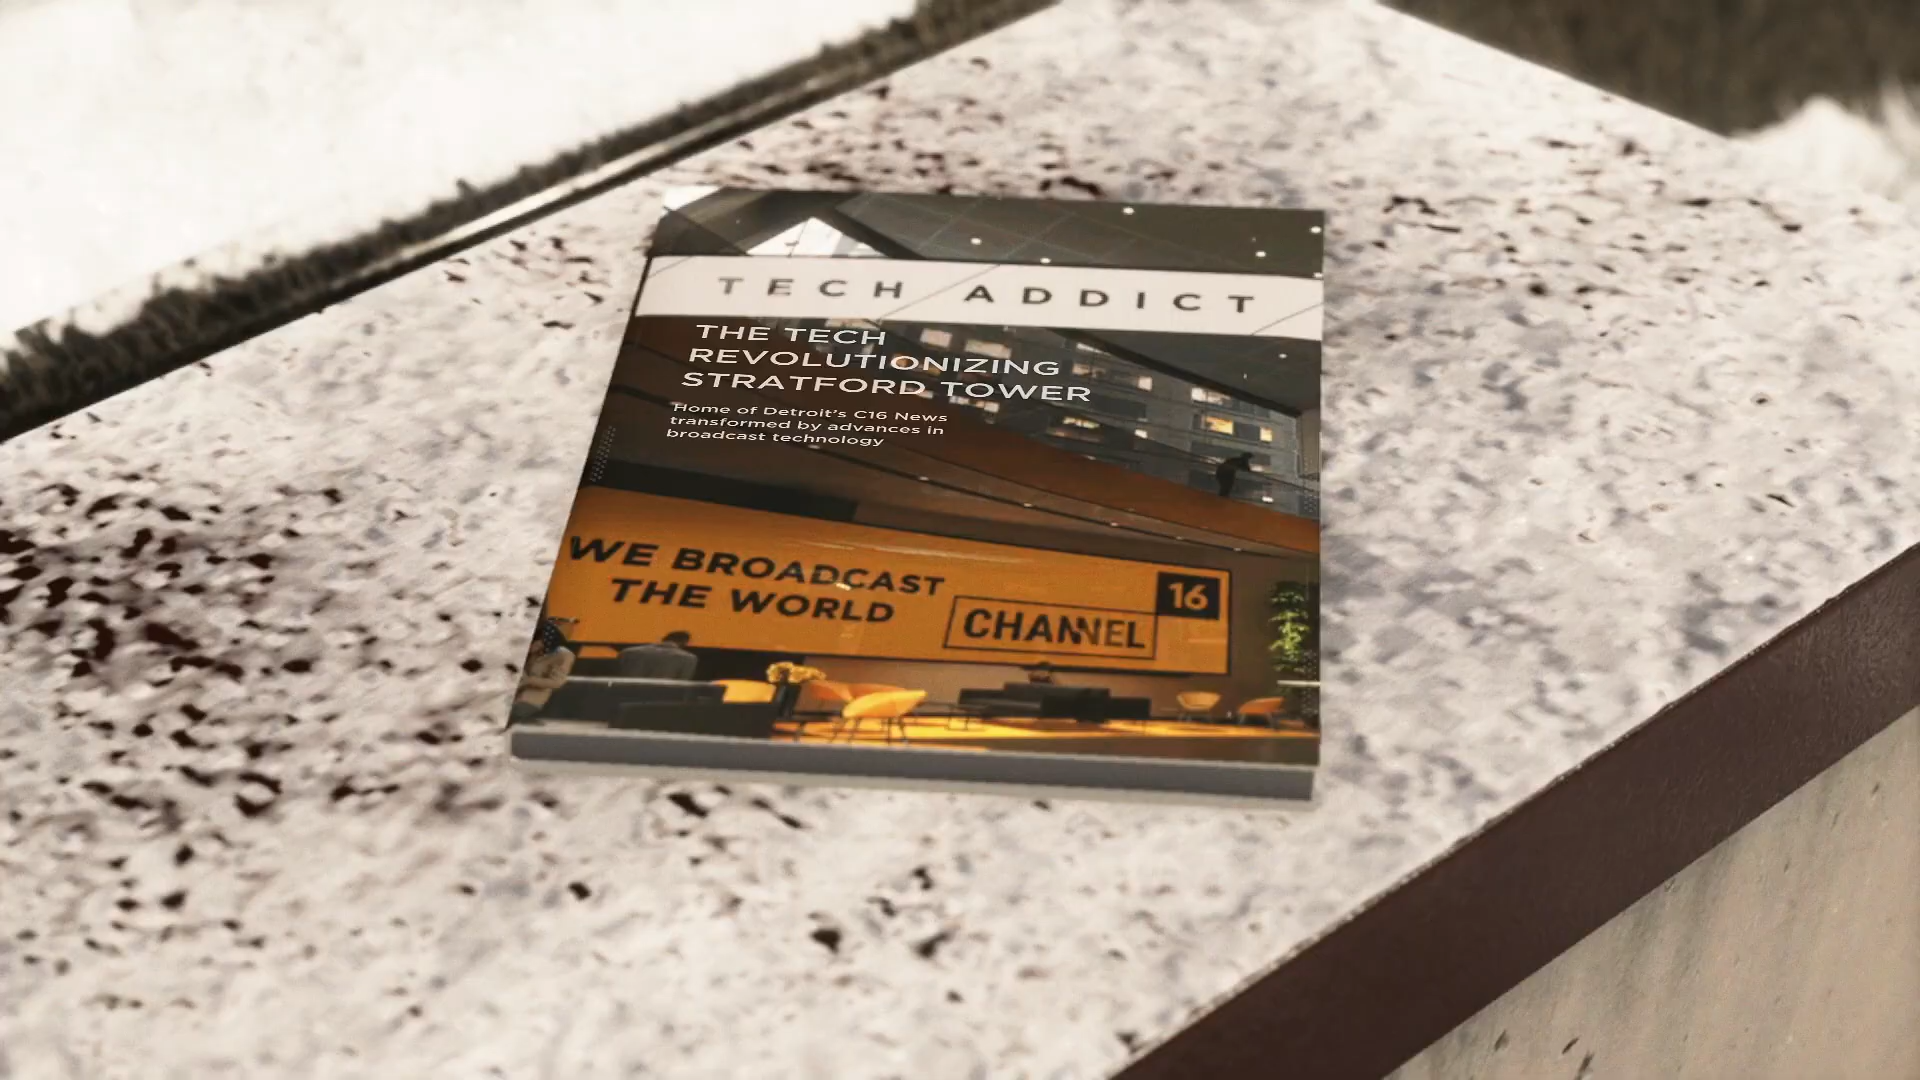 TECH ADDICT
THE TECH
REVOLUTIONIZING
STRATFORD TOWER
Home of Detroit's C16 News
transformed by advances in
broadcast technology
WE BROADCAST
THE WORLD
16
CHANNEL